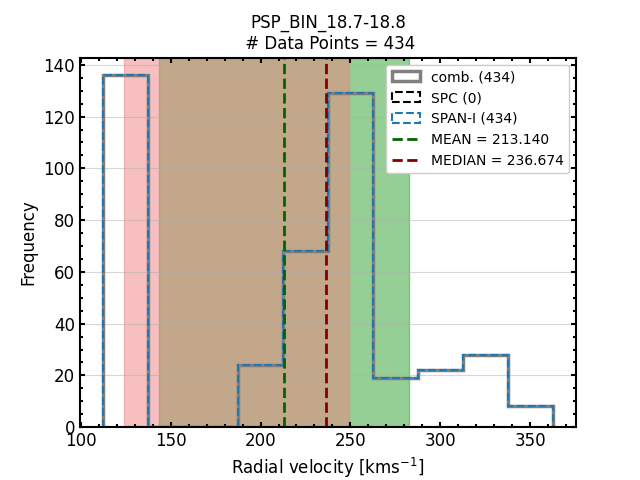 PSP_BIN_18.7-18.8
# Data Points = 434
140
120
100
80
60
40
20
0
Frequency
comb. (434)
SPC (0)
SPAN-I (434)
MEAN = 213.140
MEDIAN = 236.674
100 150 200 250 300 350
Radial velocity [kms⁻¹]